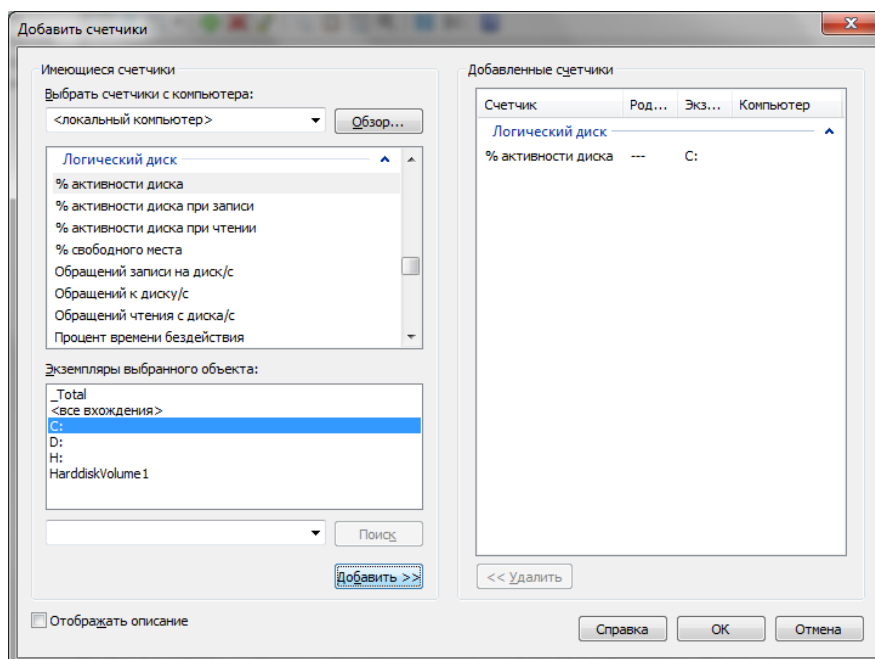 Добавить счетчики
Имеющиеся счетчики
Выбрать счетчики с компьютера:
<локальный компьютер>
Обзор...
Логический диск
% активности диска
% активности диска при записи
% активности диска при чтении
% свободного места
Обращений записи на диск/с
Обращений к диску/с
Обращений чтения с диска/с
Процент времени бездействия
Экземпляры выбранного объекта:
_Total
<все вхождения>
C:
D:
H:
HarddiskVolume1
Поиск
Добавить >>
Отображать описание
Добавленные счетчики
Счетчик Род... Экз... Компьютер
Логический диск
% активности диска --- C:
<< Удалить
Справка OK Отмена